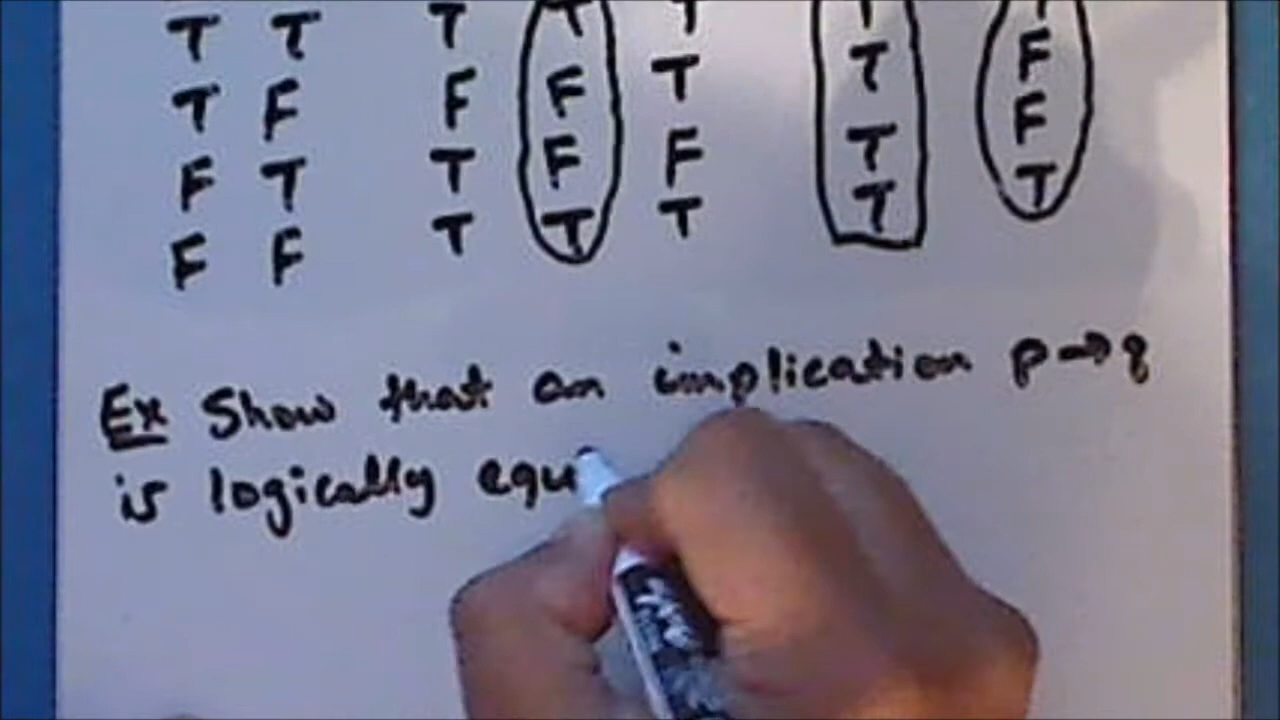 T T T T T T T
T F F F T T F
F T T F F T F
F F T T T T T
Ex Show that an implication p→q
is logically equ